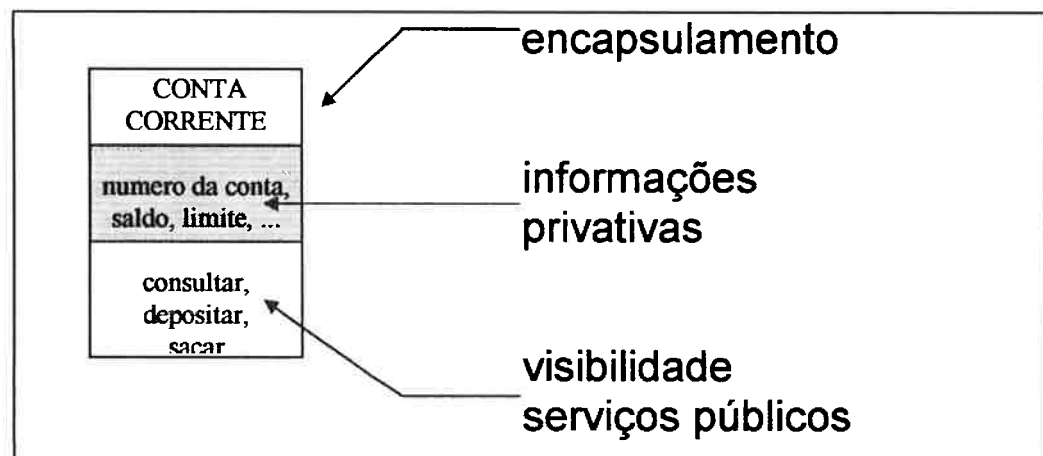 encapsulamento
CONTA
CORRENTE
numero da conta,
saldo, limite, ...
informações
privativas
consultar,
depositar,
sacar
visibilidade
serviços públicos